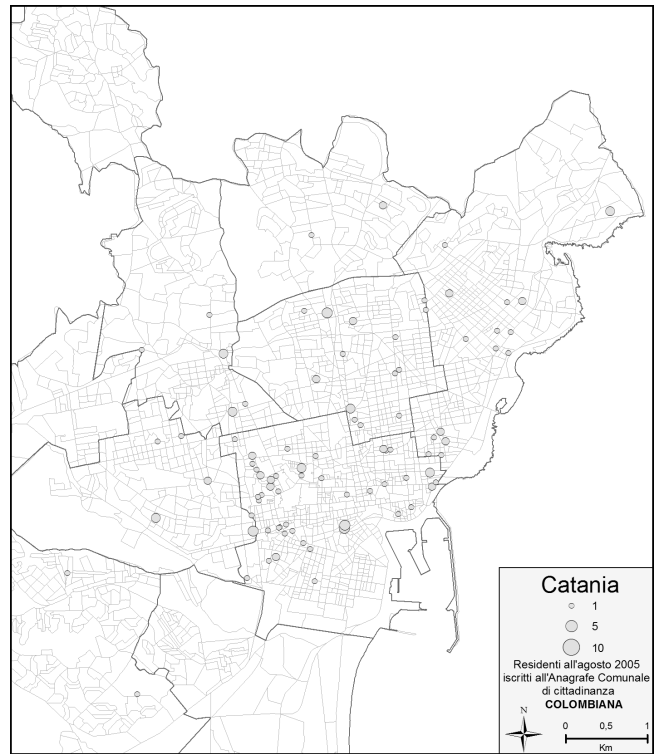 Catania
1
5
10
Residenti all'agosto 2005
iscritti all'Anagrafe Comunale
di cittadinanza
COLOMBIANA
N
0 0,5 1
Km